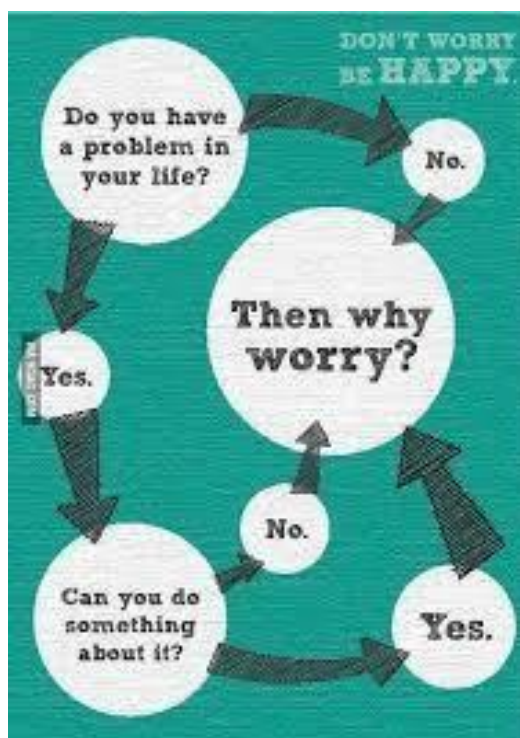 DON'T WORRY
BE HAPPY.
Do you have
a problem in
your life?
No.
Then why
worry?
Yes.
No.
Can you do
something
about it?
Yes.